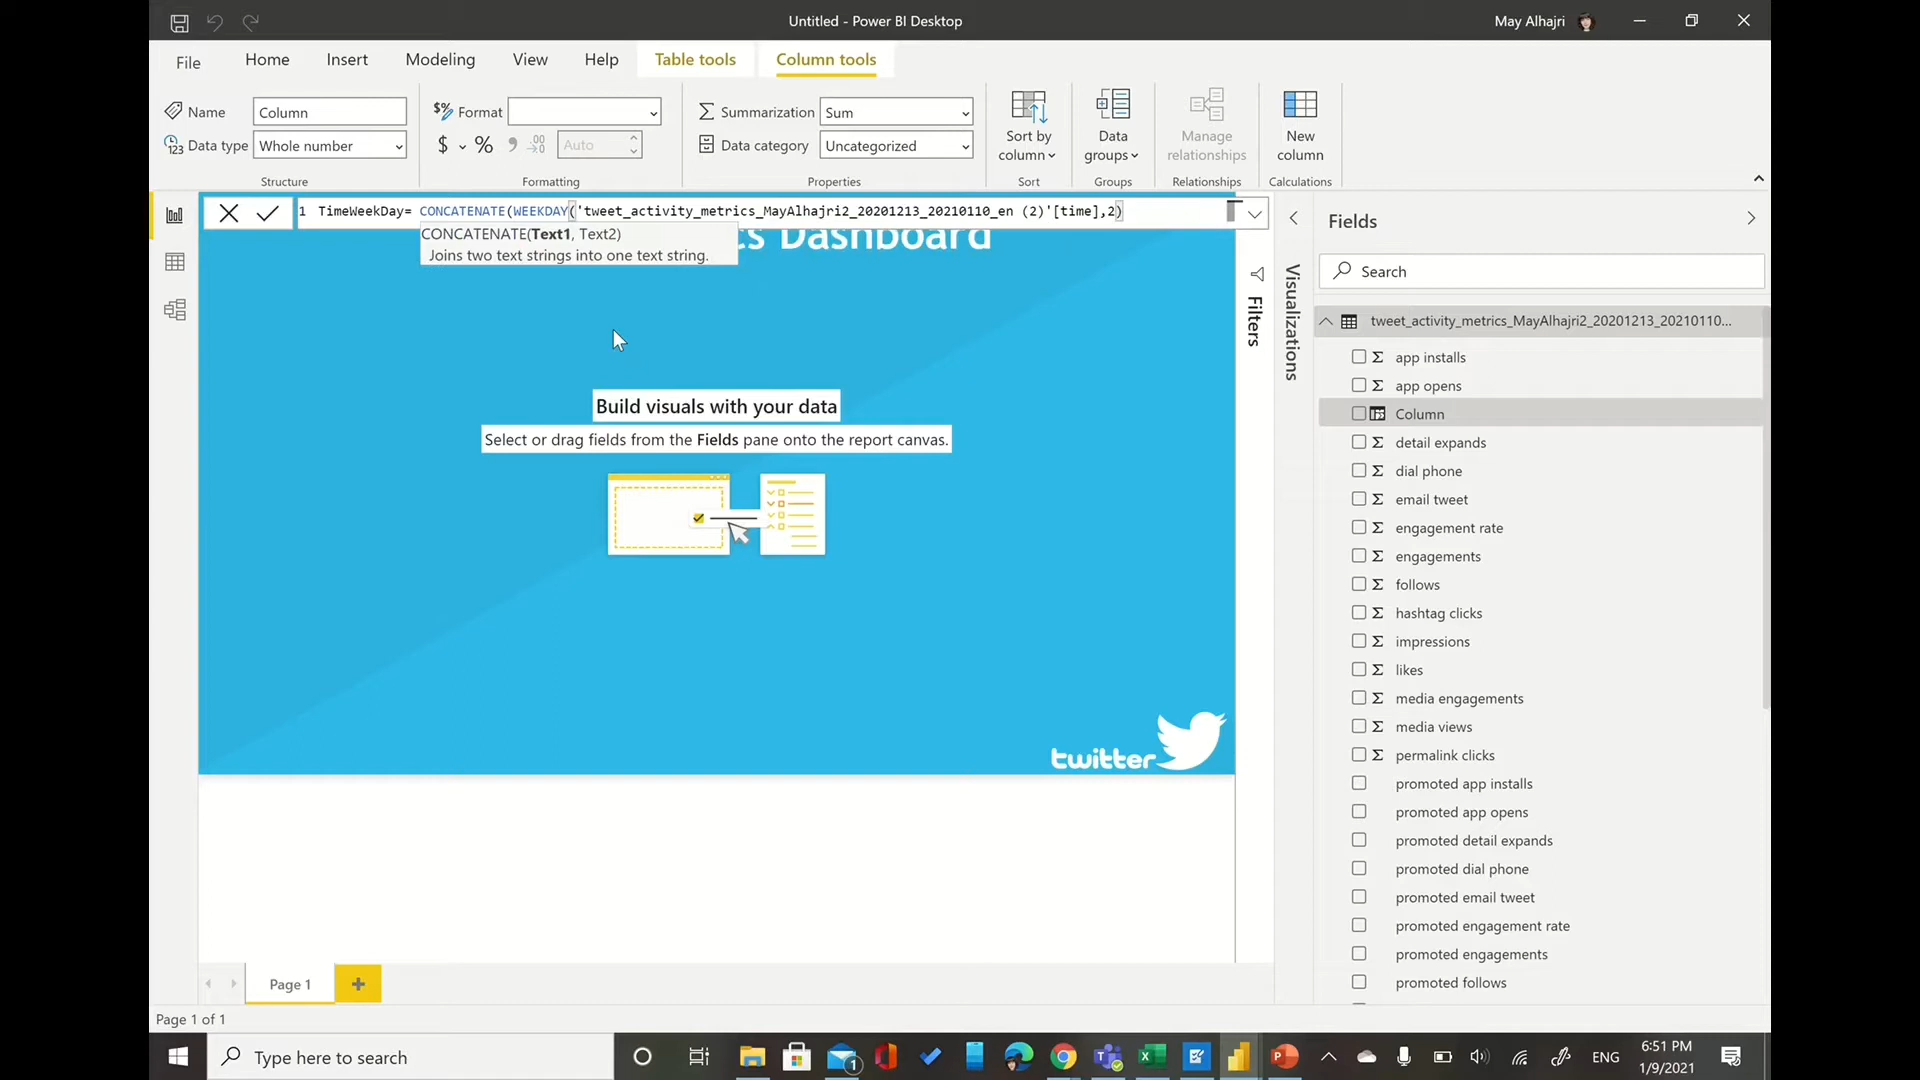 Untitled - Power BI Desktop
May Alhajri
File
Home
Insert
Modeling
View
Help
Table tools
Column tools
Name
Column
Data type
Whole number
Structure
Format
$
%
Auto
Formatting
Summarization
Sum
Data category
Uncategorized
Properties
Sort by
column
Sort
Data
groups
Groups
Manage
relationships
Relationships
New
column
Calculations
1 TimeWeekDay= CONCATENATE(WEEKDAY('tweet_activity_metrics_MayAlhajri2_20201213_20210110_en (2)'[time],2)
CONCATENATE(Text1, Text2)
Joins two text strings into one text string.
cs Dashboard
Build visuals with your data
Select or drag fields from the Fields pane onto the report canvas.
twitter
Filters
Visualizations
Fields
Search
tweet_activity_metrics_MayAlhajri2_20201213_20210110...
app installs
app opens
Column
detail expands
dial phone
email tweet
engagement rate
engagements
follows
hashtag clicks
impressions
likes
media engagements
media views
permalink clicks
promoted app installs
promoted app opens
promoted detail expands
promoted dial phone
promoted email tweet
promoted engagement rate
promoted engagements
promoted follows
Page 1
Page 1 of 1
Type here to search
1
ENG
6:51 PM
1/9/2021